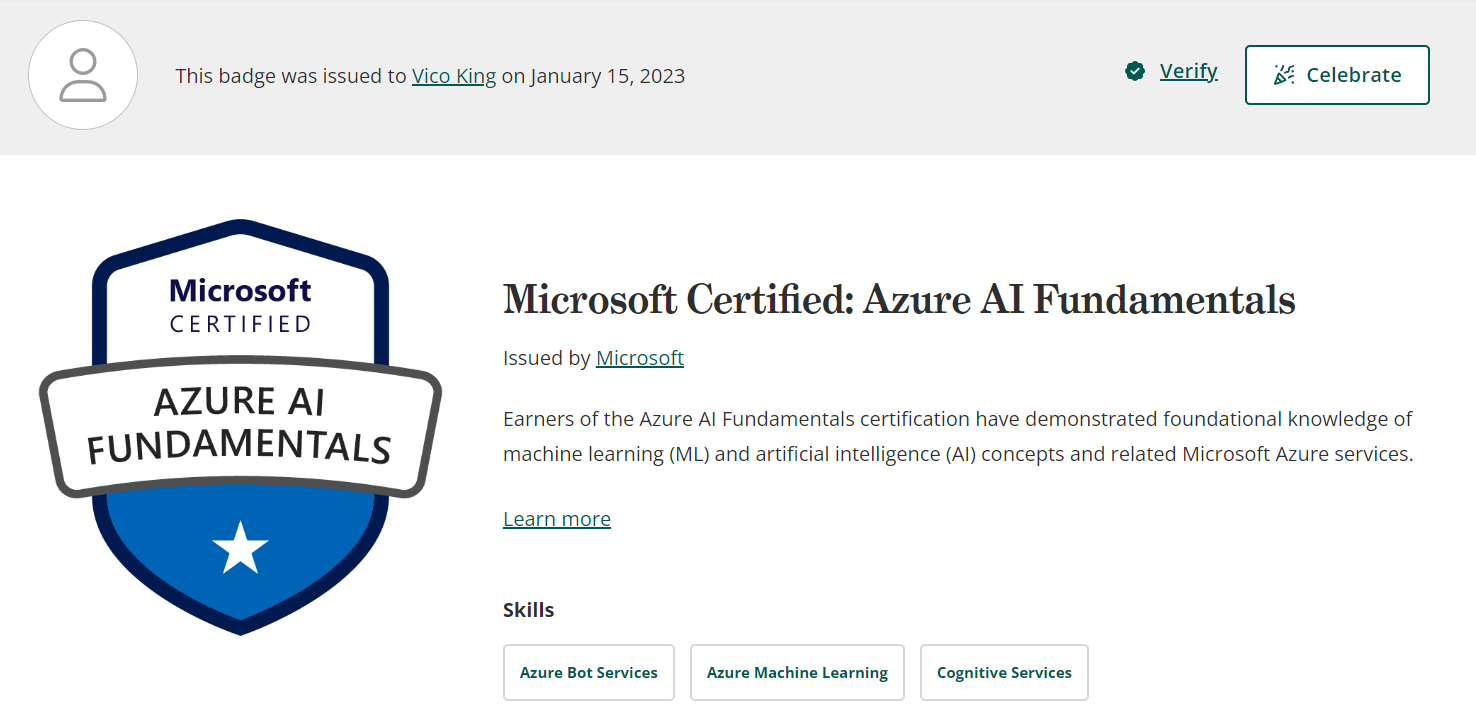 This badge was issued to Vico King on January 15, 2023
Verify
Celebrate
Microsoft
CERTIFIED
AZURE AI
FUNDAMENTALS
Microsoft Certified: Azure AI Fundamentals
Issued by Microsoft
Earners of the Azure AI Fundamentals certification have demonstrated foundational knowledge of
machine learning (ML) and artificial intelligence (AI) concepts and related Microsoft Azure services.
Learn more
Skills
Azure Bot Services
Azure Machine Learning
Cognitive Services